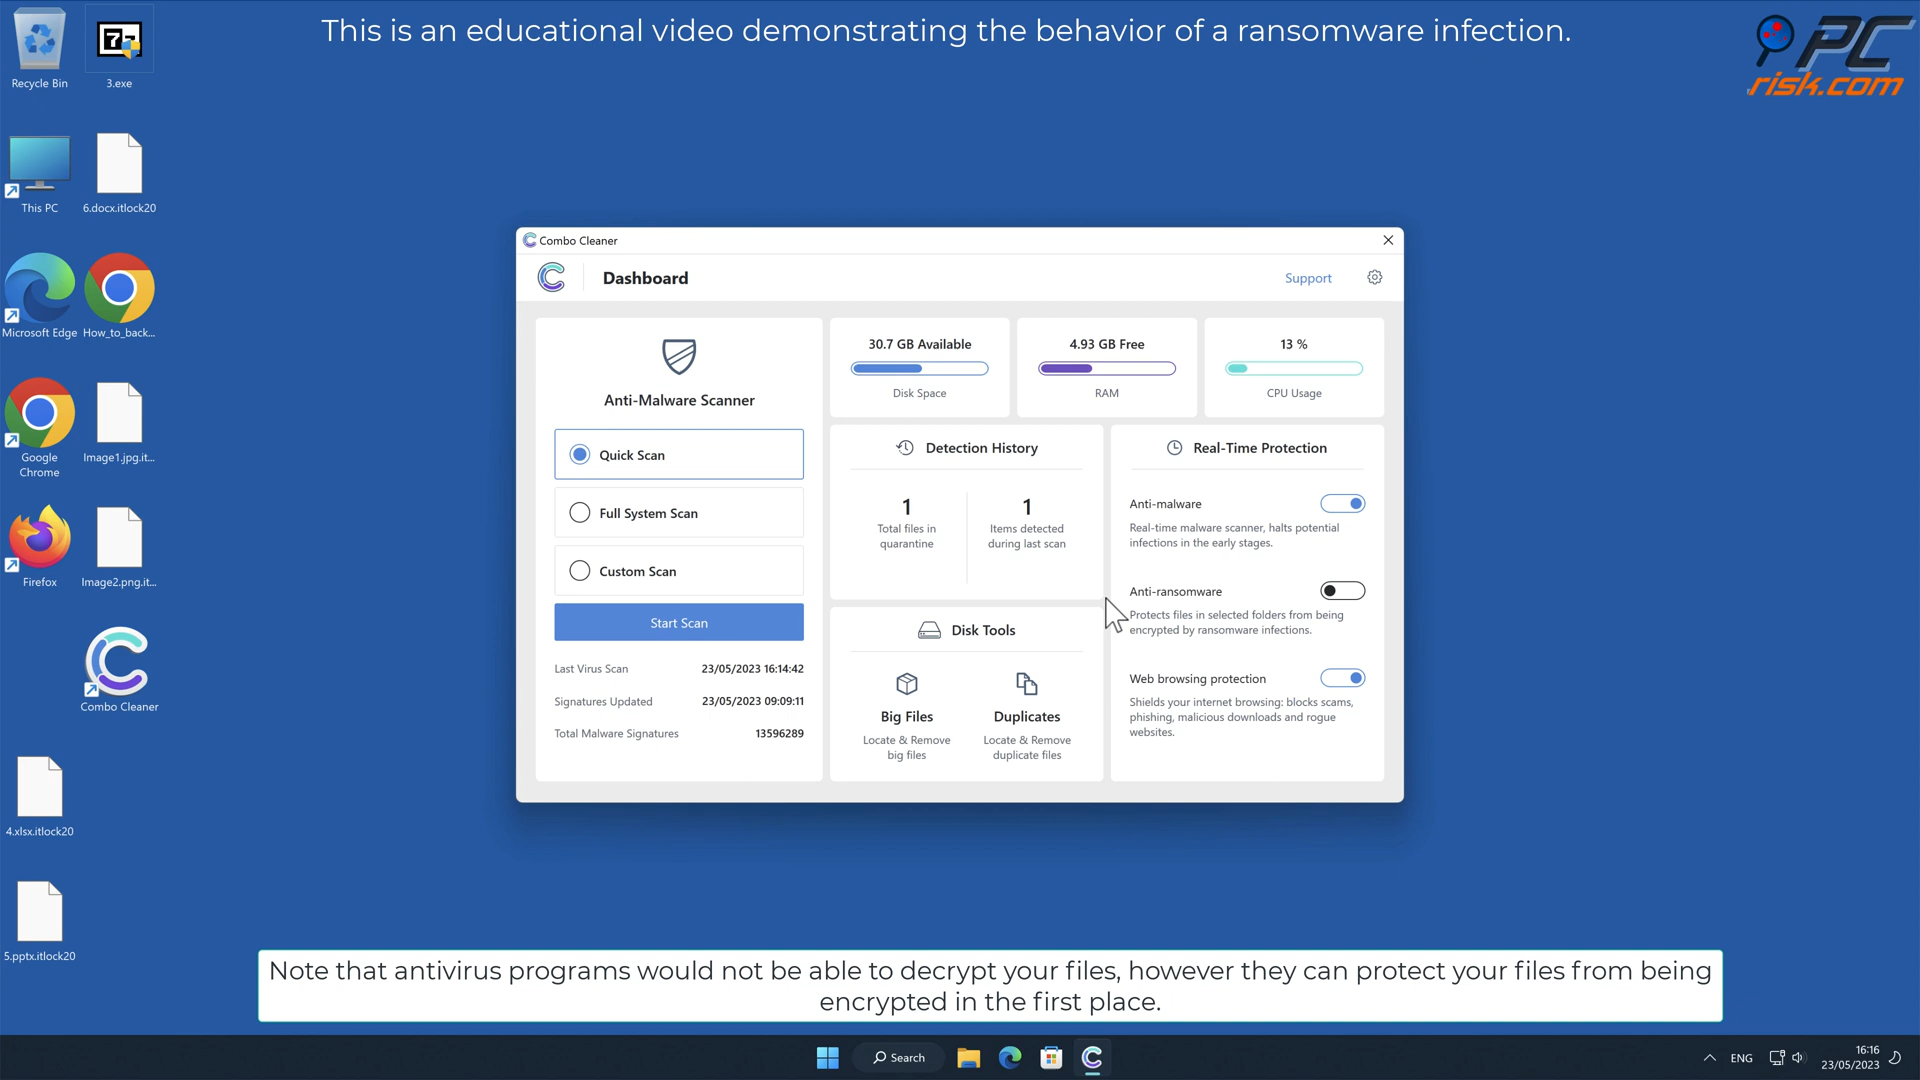 This is an educational video demonstrating the behavior of a ransomware infection.
PC
risk.com
Recycle Bin
3.exe
This PC
6.docx.itlock20
Microsoft Edge
How_to_back...
Google
Chrome
Image1.jpg.it...
Firefox
Image2.png.it...
Combo Cleaner
4.xlsx.itlock20
5.pptx.itlock20
Combo Cleaner
Dashboard
Support
Anti-Malware Scanner
Quick Scan
Full System Scan
Custom Scan
Start Scan
Last Virus Scan 23/05/2023 16:14:42
Signatures Updated 23/05/2023 09:09:11
Total Malware Signatures 13596289
30.7 GB Available
Disk Space
4.93 GB Free
RAM
13 %
CPU Usage
Detection History
1
Total files in
quarantine
1
Items detected
during last scan
Disk Tools
Big Files
Locate & Remove
big files
Duplicates
Locate & Remove
duplicate files
Real-Time Protection
Anti-malware
Real-time malware scanner, halts potential
infections in the early stages.
Anti-ransomware
Protects files in selected folders from being
encrypted by ransomware infections.
Web browsing protection
Shields your internet browsing: blocks scams,
phishing, malicious downloads and rogue
websites.
Note that antivirus programs would not be able to decrypt your files, however they can protect your files from being
encrypted in the first place.
Search
ENG
16:16
23/05/2023